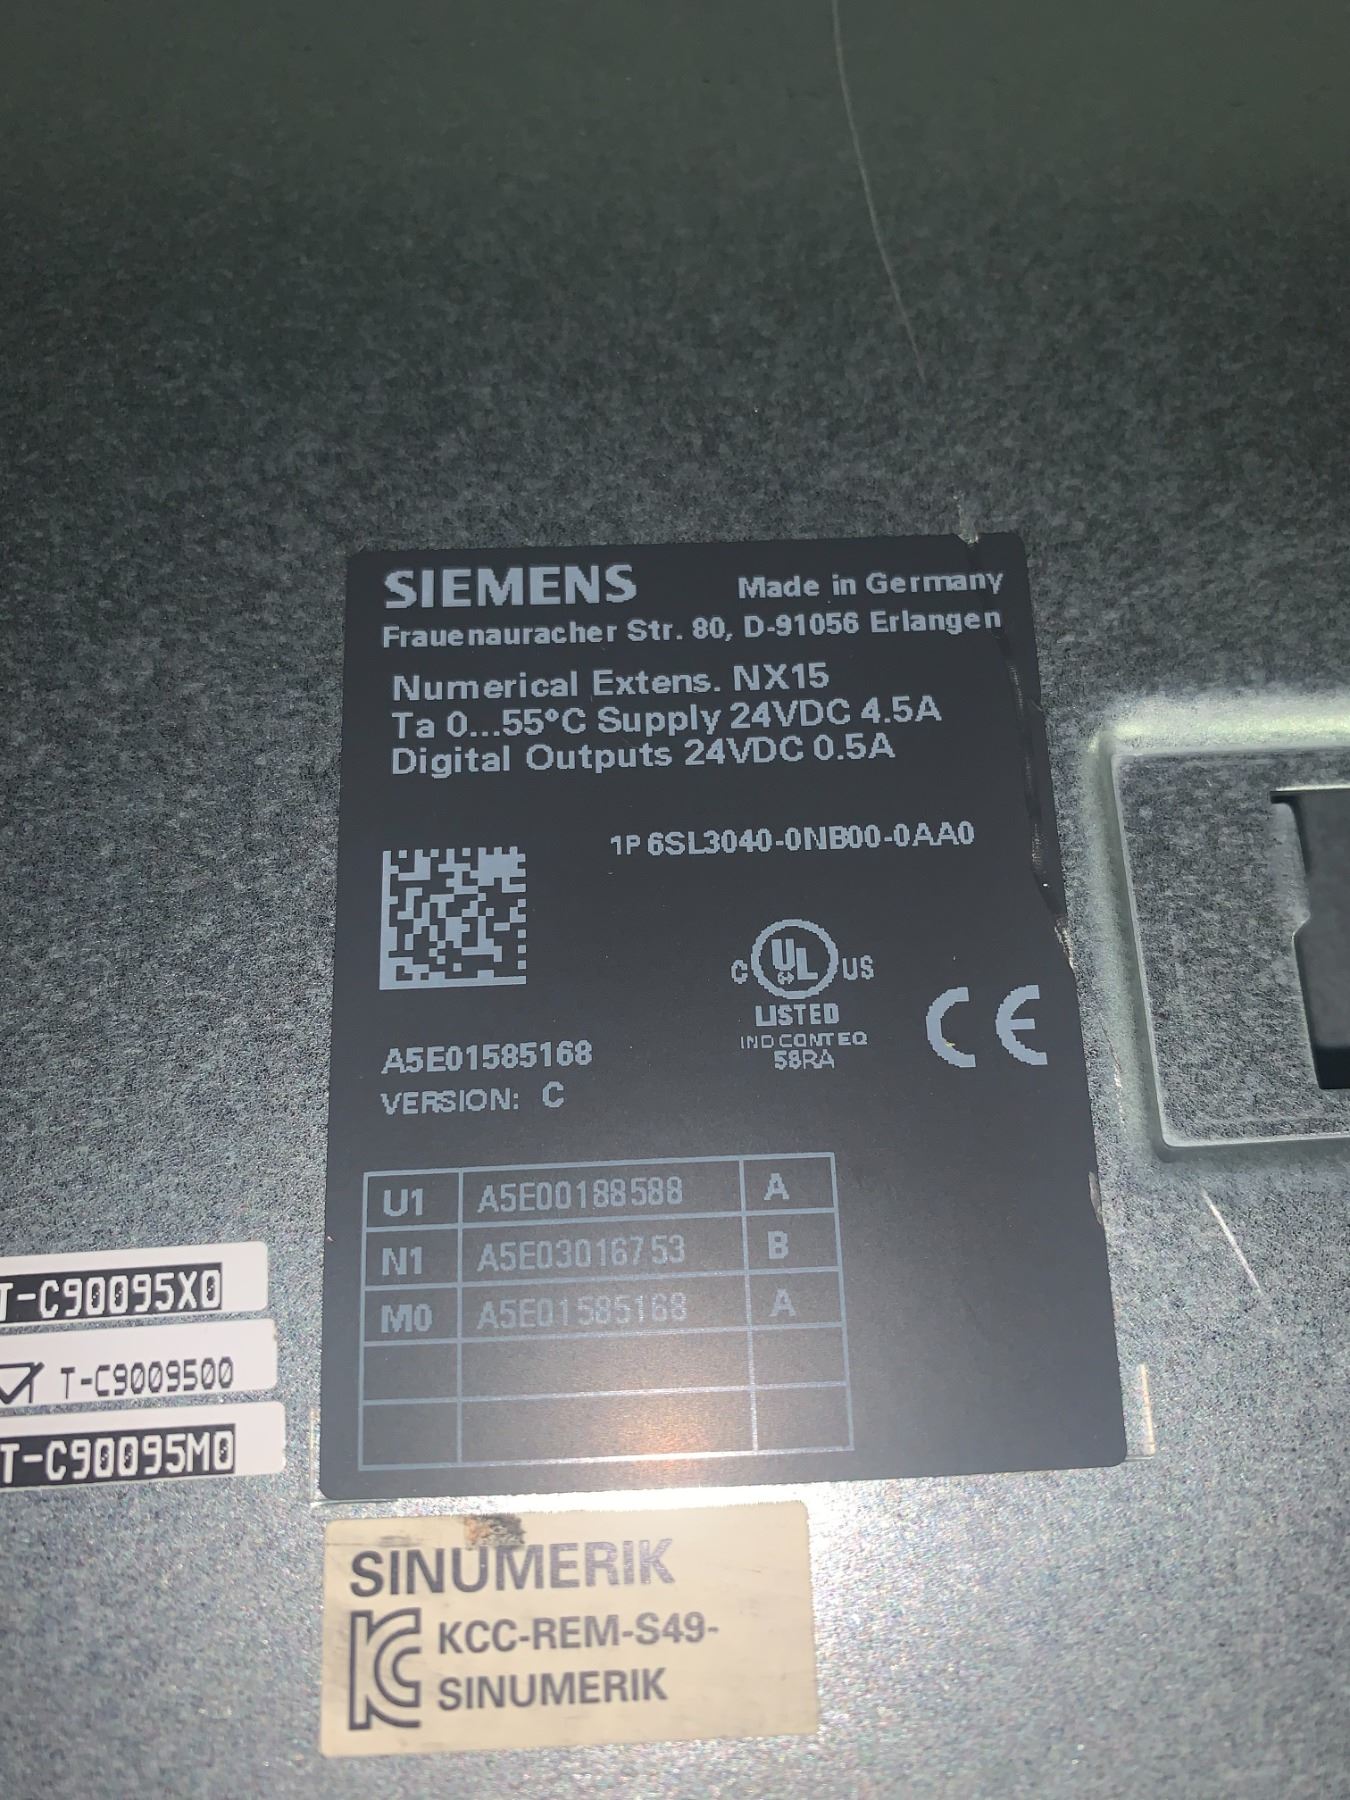 SIEMENS Made in Germany
Frauenauracher Str. 80, D-91056 Erlangen
Numerical Extens. NX15
Ta 0...55°C Supply 24VDC 4.5A
Digital Outputs 24VDC 0.5A
1P 6SL3040-0NB00-0AA0
C UL US
LISTED
IND CONT EQ
58RA
CE
A5E01585168
VERSION: C
U1 A5E00188588 A
N1 A5E03016753 B
M0 A5E01585168 A
T-C90095X0
T-C9009500
T-C90095M0
SINUMERIK
KCC-REM-S49-
SINUMERIK